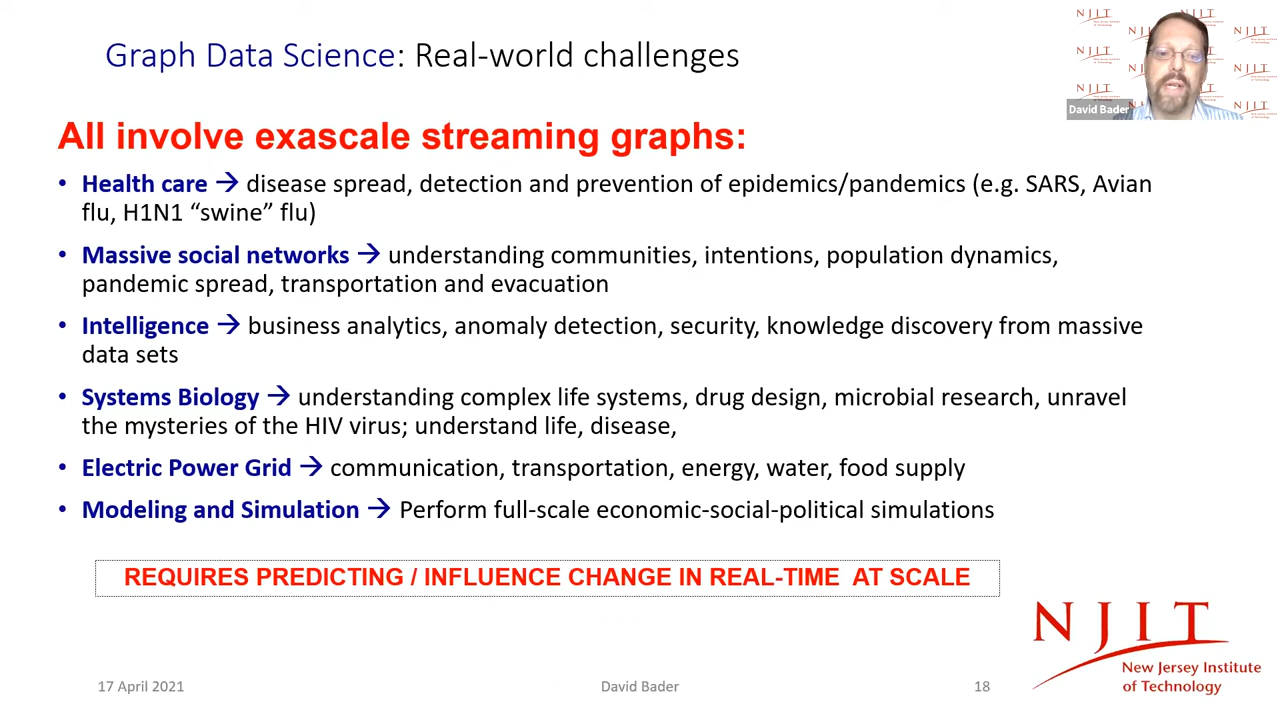 Graph Data Science: Real-world challenges
NJIT
NJIT
NJIT
NJIT
David Bader
All involve exascale streaming graphs:
• Health care → disease spread, detection and prevention of epidemics/pandemics (e.g. SARS, Avian
flu, H1N1 “swine” flu)
• Massive social networks → understanding communities, intentions, population dynamics,
pandemic spread, transportation and evacuation
• Intelligence → business analytics, anomaly detection, security, knowledge discovery from massive
data sets
• Systems Biology → understanding complex life systems, drug design, microbial research, unravel
the mysteries of the HIV virus; understand life, disease,
• Electric Power Grid → communication, transportation, energy, water, food supply
• Modeling and Simulation → Perform full-scale economic-social-political simulations
REQUIRES PREDICTING / INFLUENCE CHANGE IN REAL-TIME AT SCALE
NJIT
New Jersey Institute
of Technology
17 April 2021
David Bader
18